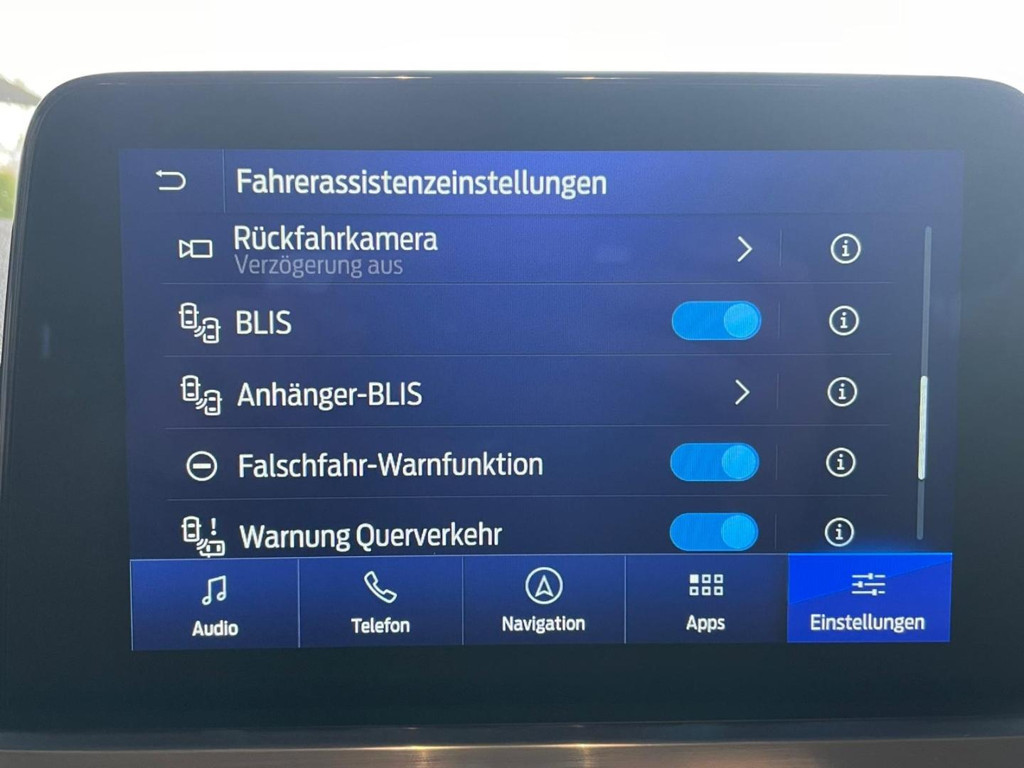 Fahrerassistenzeinstellungen
Rückfahrkamera
Verzögerung aus
BLIS
Anhänger-BLIS
Falschfahr-Warnfunktion
Warnung Querverkehr
Audio
Telefon
Navigation
Apps
Einstellungen